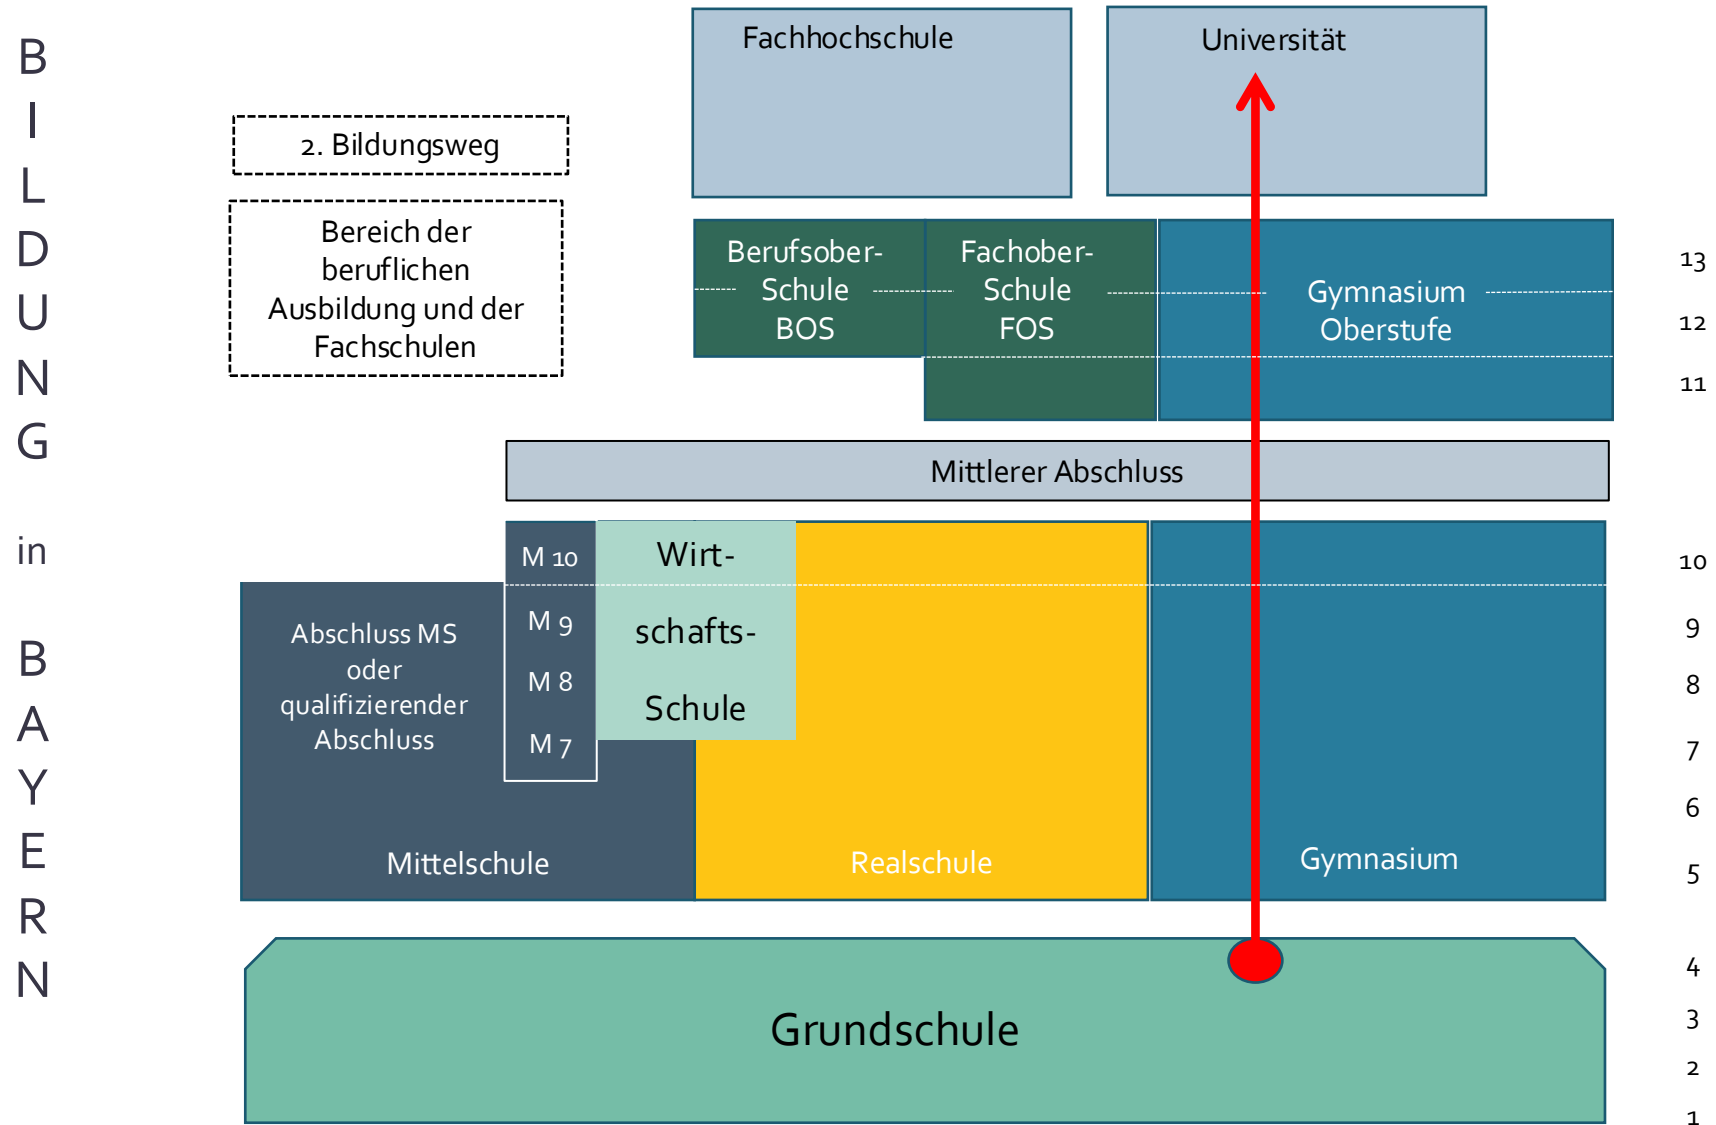 B
I
L
D
U
N
G
in
B
A
Y
E
R
N
Fachhochschule
Universität
2. Bildungsweg
Bereich der
beruflichen
Ausbildung und der
Fachschulen
Berufsober-
Schule
BOS
Fachober-
Schule
FOS
Gymnasium
Oberstufe
13
12
11
Mittlerer Abschluss
Abschluss MS
oder
qualifizierender
Abschluss
M 10
M 9
M 8
M 7
Wirt-
schafts-
Schule
Mittelschule
Realschule
Gymnasium
10
9
8
7
6
5
Grundschule
4
3
2
1